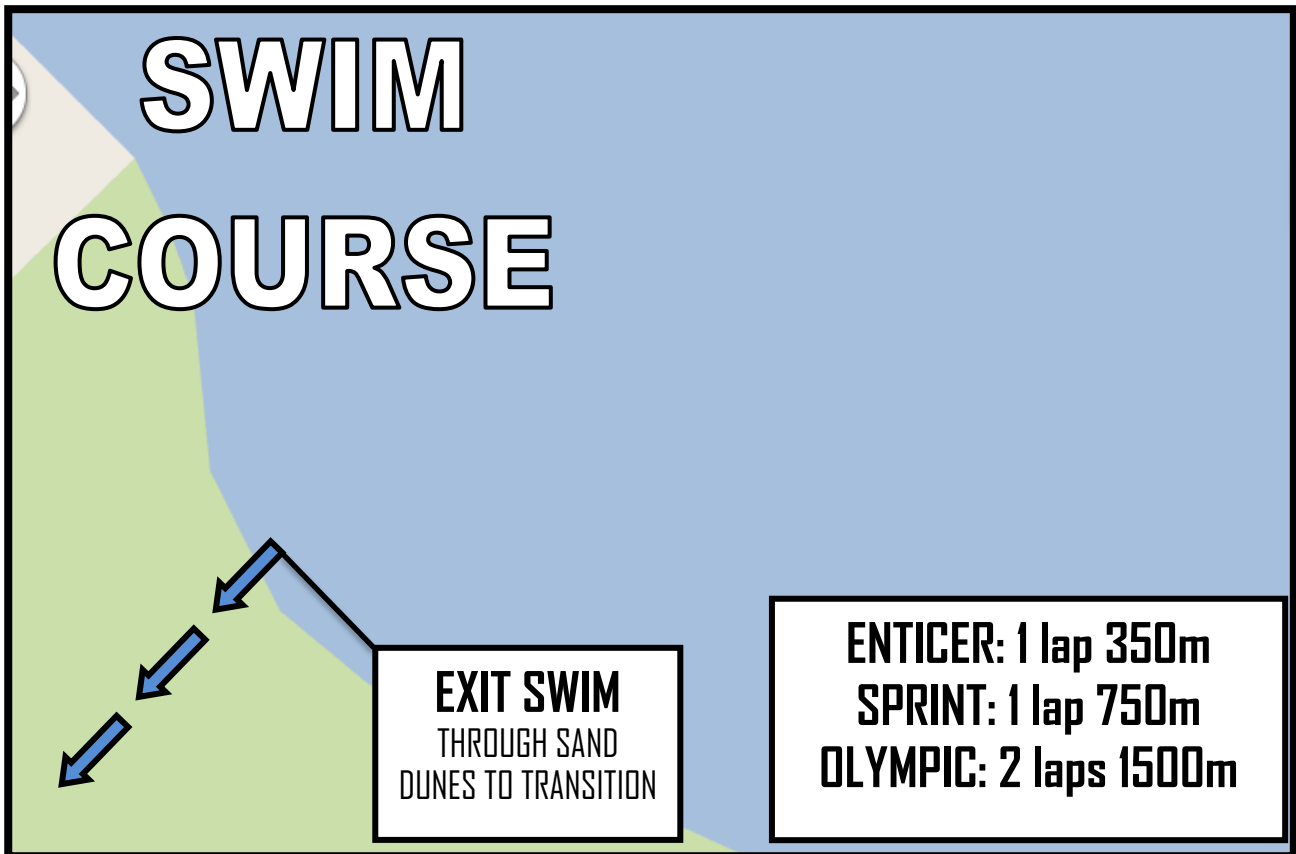 SWIM
COURSE
EXIT SWIM
THROUGH SAND
DUNES TO TRANSITION
ENTICER: 1 lap 350m
SPRINT: 1 lap 750m
OLYMPIC: 2 laps 1500m